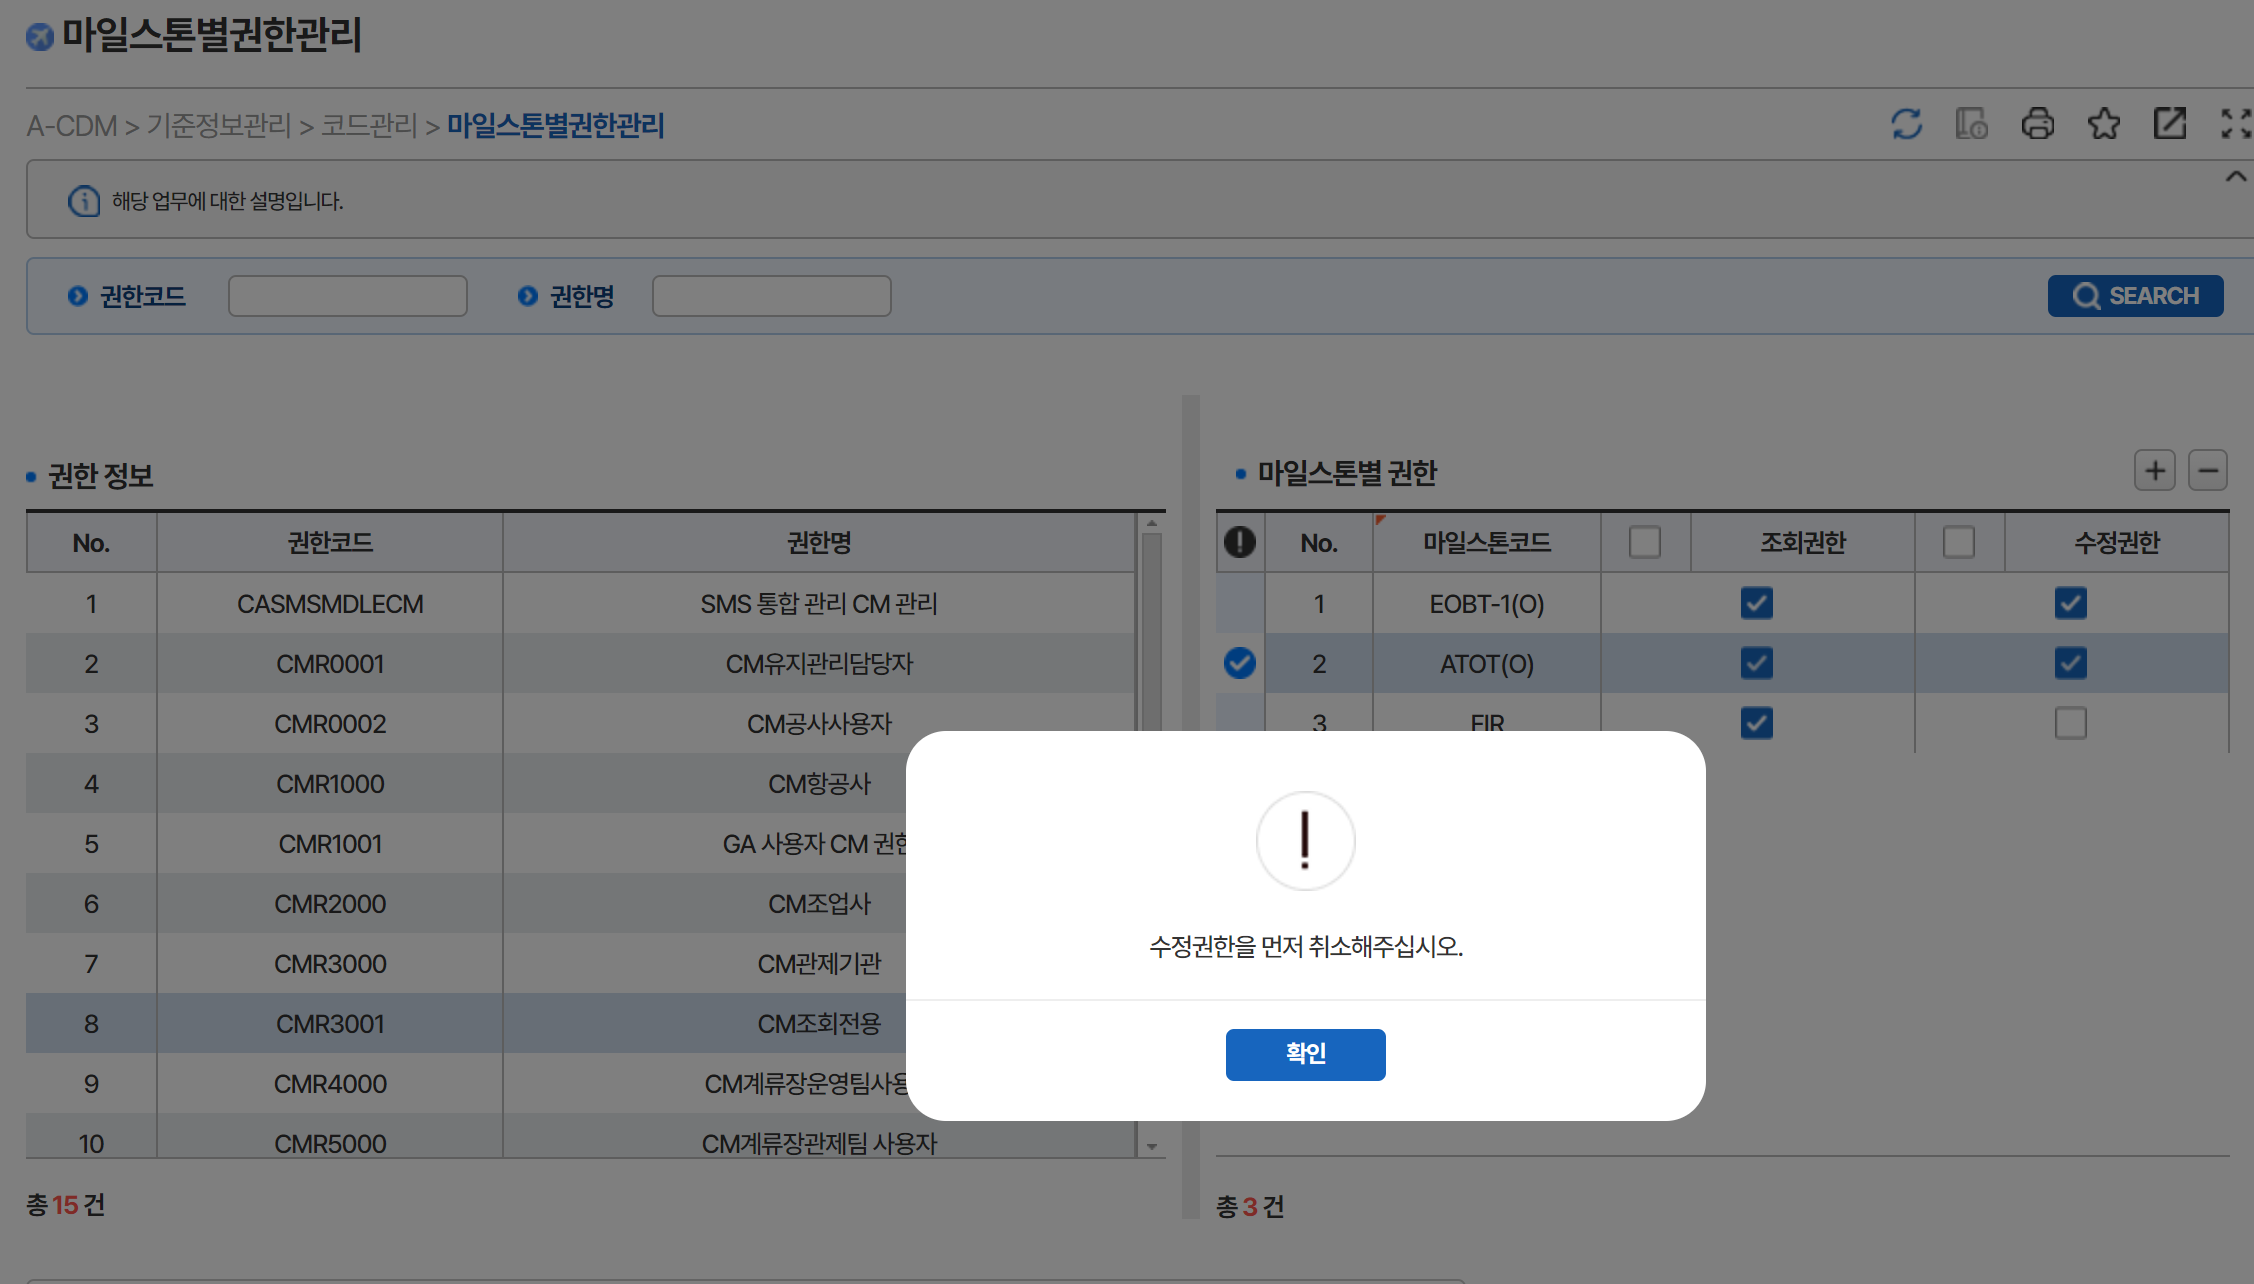 마일스톤별권한관리
A-CDM > 기준정보관리 > 코드관리 > 마일스톤별권한관리
해당 업무에 대한 설명입니다.
권한코드 권한명 SEARCH
권한 정보
No. 권한코드 권한명
1 CASMSMDLECM SMS 통합 관리 CM 관리
2 CMR0001 CM유지관리담당자
3 CMR0002 CM공사사용자
4 CMR1000 CM항공사
5 CMR1001 GA 사용자 CM 권한
6 CMR2000 CM조업사
7 CMR3000 CM관제기관
8 CMR3001 CM조회전용
9 CMR4000 CM계류장운영팀사용
10 CMR5000 CM계류장관제팀 사용자
총 15 건
마일스톤별 권한
No. 마일스톤코드 조회권한 수정권한
1 EOBT-1(O)
2 ATOT(O)
3 FIR
총 3 건
수정권한을 먼저 취소해주십시오.
확인